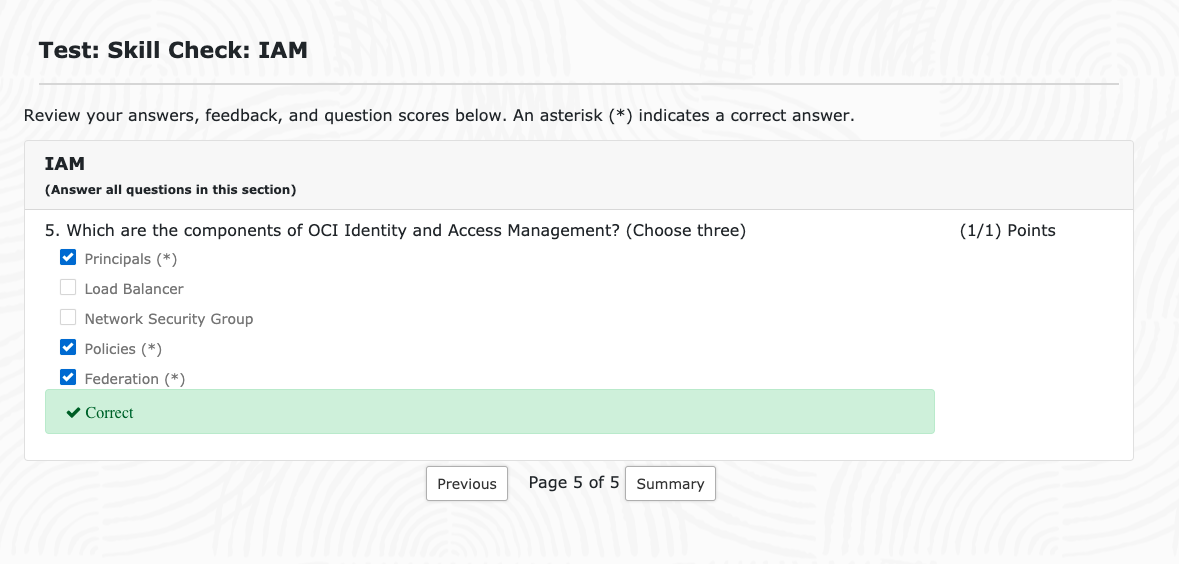 Test: Skill Check: IAM
Review your answers, feedback, and question scores below. An asterisk (*) indicates a correct answer.
IAM
(Answer all questions in this section)
5. Which are the components of OCI Identity and Access Management? (Choose three) (1/1) Points
Principals (*)
Load Balancer
Network Security Group
Policies (*)
Federation (*)
Correct
Previous Page 5 of 5 Summary